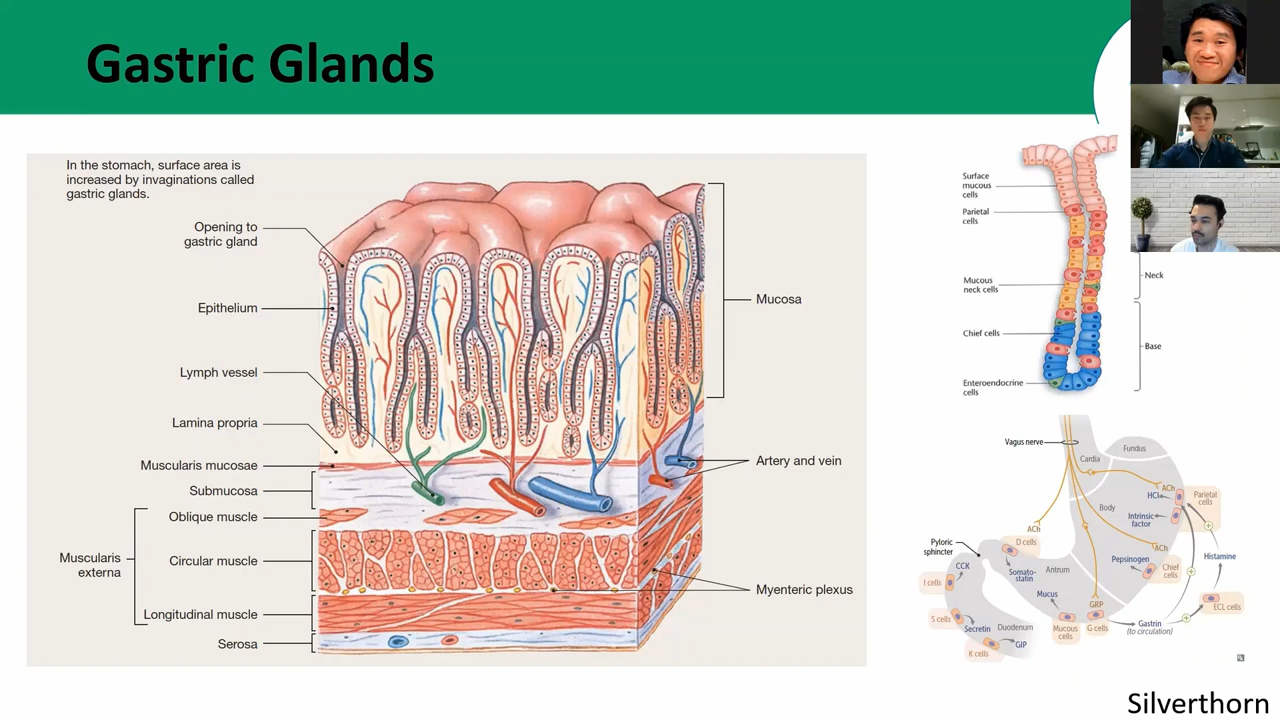 Gastric Glands
In the stomach, surface area is
increased by invaginations called
gastric glands.
Opening to
gastric gland
Epithelium
Lymph vessel
Lamina propria
Muscularis mucosae
Submucosa
Oblique muscle
Muscularis
externa
Circular muscle
Longitudinal muscle
Serosa
Mucosa
Artery and vein
Myenteric plexus
Surface
mucous
cells
Parietal
cells
Mucous
neck cells
Chief cells
Enteroendocrine
cells
Neck
Base
Vagus nerve
Fundus
Cardia
ACh
HCl
Parietal
cells
Body
Intrinsic
factor
ACh
D cells
ACh
Histamine
Pyloric
sphincter
CCK
Somato-
statin
Antrum
Pepsinogen
Chief
cells
I cells
Mucus
GRP
ECL cells
S cells
Secretin
Duodenum
Mucous
cells
G cells
Gastrin
(to circulation)
K cells
GIP
Silverthorn